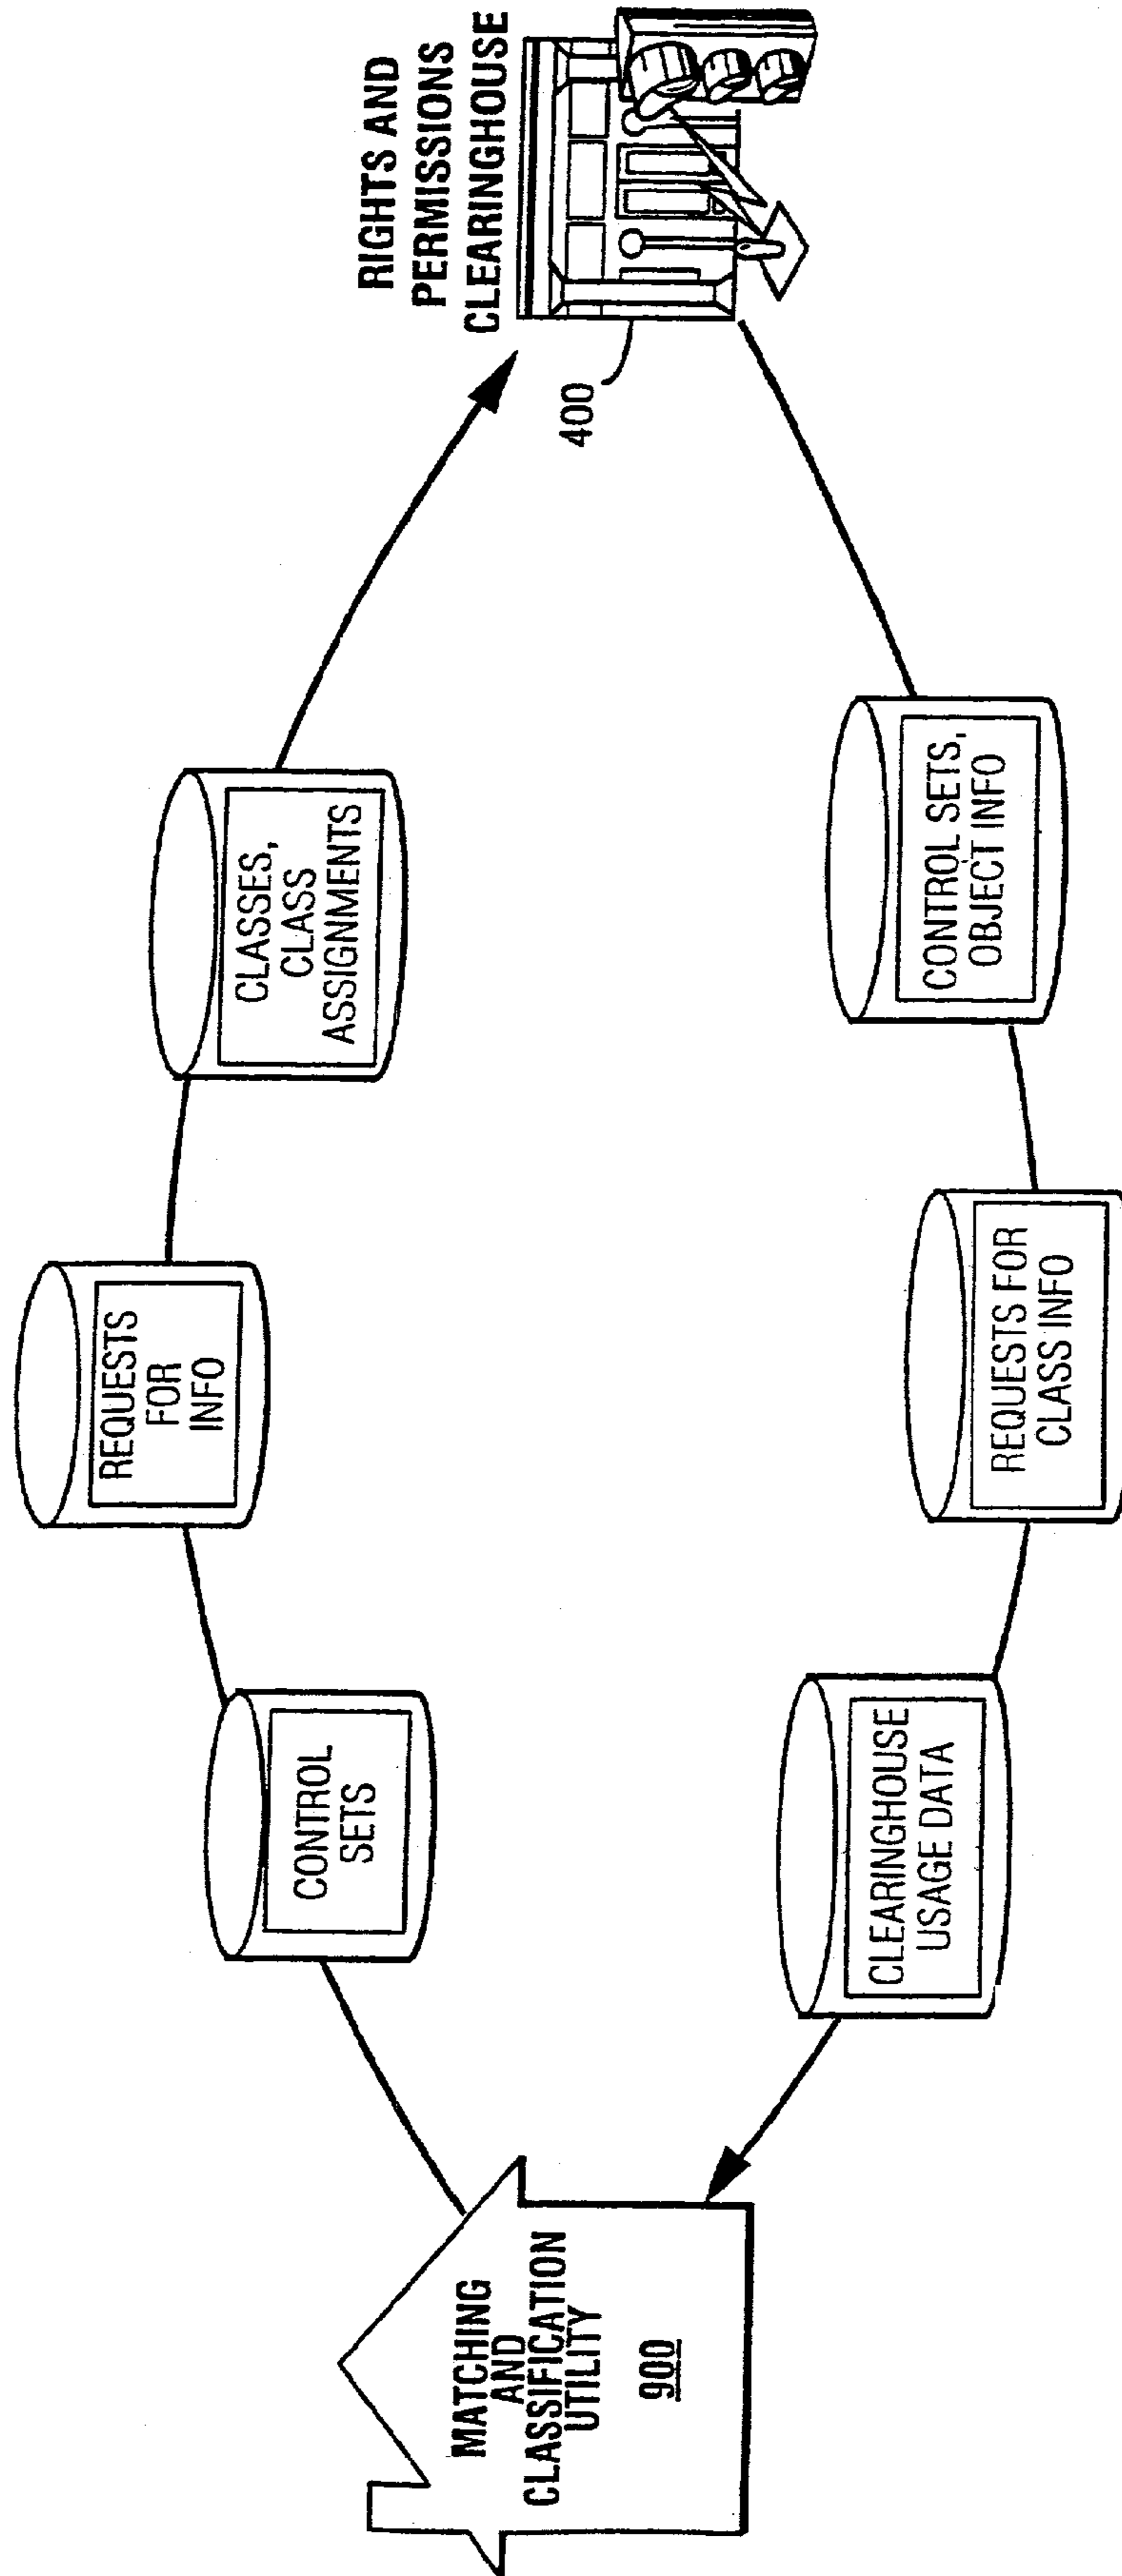 RIGHTS AND
PERMISSIONS
CLEARINGHOUSE
400
CLASSES,
CLASS
ASSIGNMENTS
REQUESTS
FOR
INFO
CONTROL
SETS
MATCHING
AND
CLASSIFICATION
UTILITY
900
CLEARINGHOUSE
USAGE DATA
REQUESTS FOR
CLASS INFO
CONTROL SETS,
OBJECT INFO